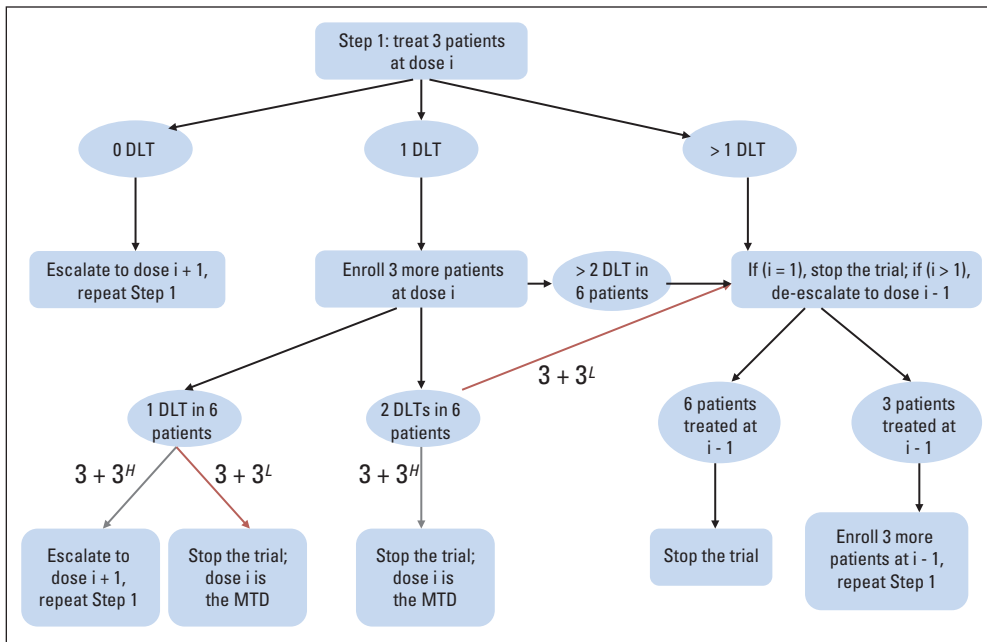 Step 1: treat 3 patients
at dose i
0 DLT
1 DLT
> 1 DLT
Escalate to dose i + 1,
repeat Step 1
Enroll 3 more patients
at dose i
> 2 DLT in
6 patients
If (i = 1), stop the trial; if (i > 1),
de-escalate to dose i - 1
3 + 3L
1 DLT in 6
patients
2 DLTs in 6
patients
6 patients
treated at
i - 1
3 patients
treated at
i - 1
3 + 3H
3 + 3L
3 + 3H
Escalate to
dose i + 1,
repeat Step 1
Stop the trial;
dose i is
the MTD
Stop the trial;
dose i is
the MTD
Stop the trial
Enroll 3 more
patients at i - 1,
repeat Step 1